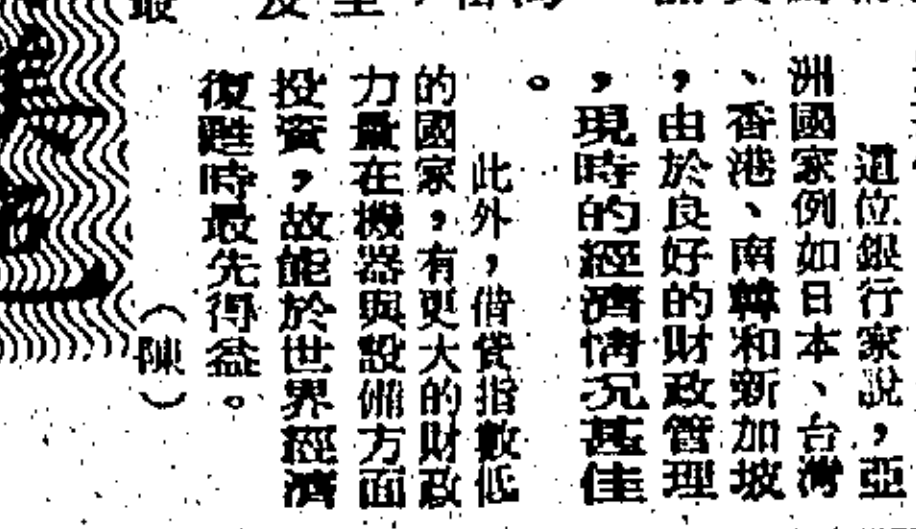 這位銀行家說，亞
洲國家例如日本、台灣
、香港、南韓和新加坡
，由於良好的財政管理
，現時的經濟情況甚佳
。
此外，借貸指數低
的國家，有更大的財政
力量在機器與設備方面
投資，故能於世界經濟
復甦時最先得益。
（陳）